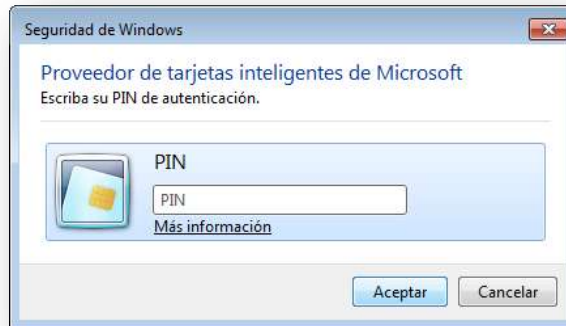 Seguridad de Windows
Proveedor de tarjetas inteligentes de Microsoft
Escriba su PIN de autenticación.
PIN
PIN
Más información
Aceptar
Cancelar